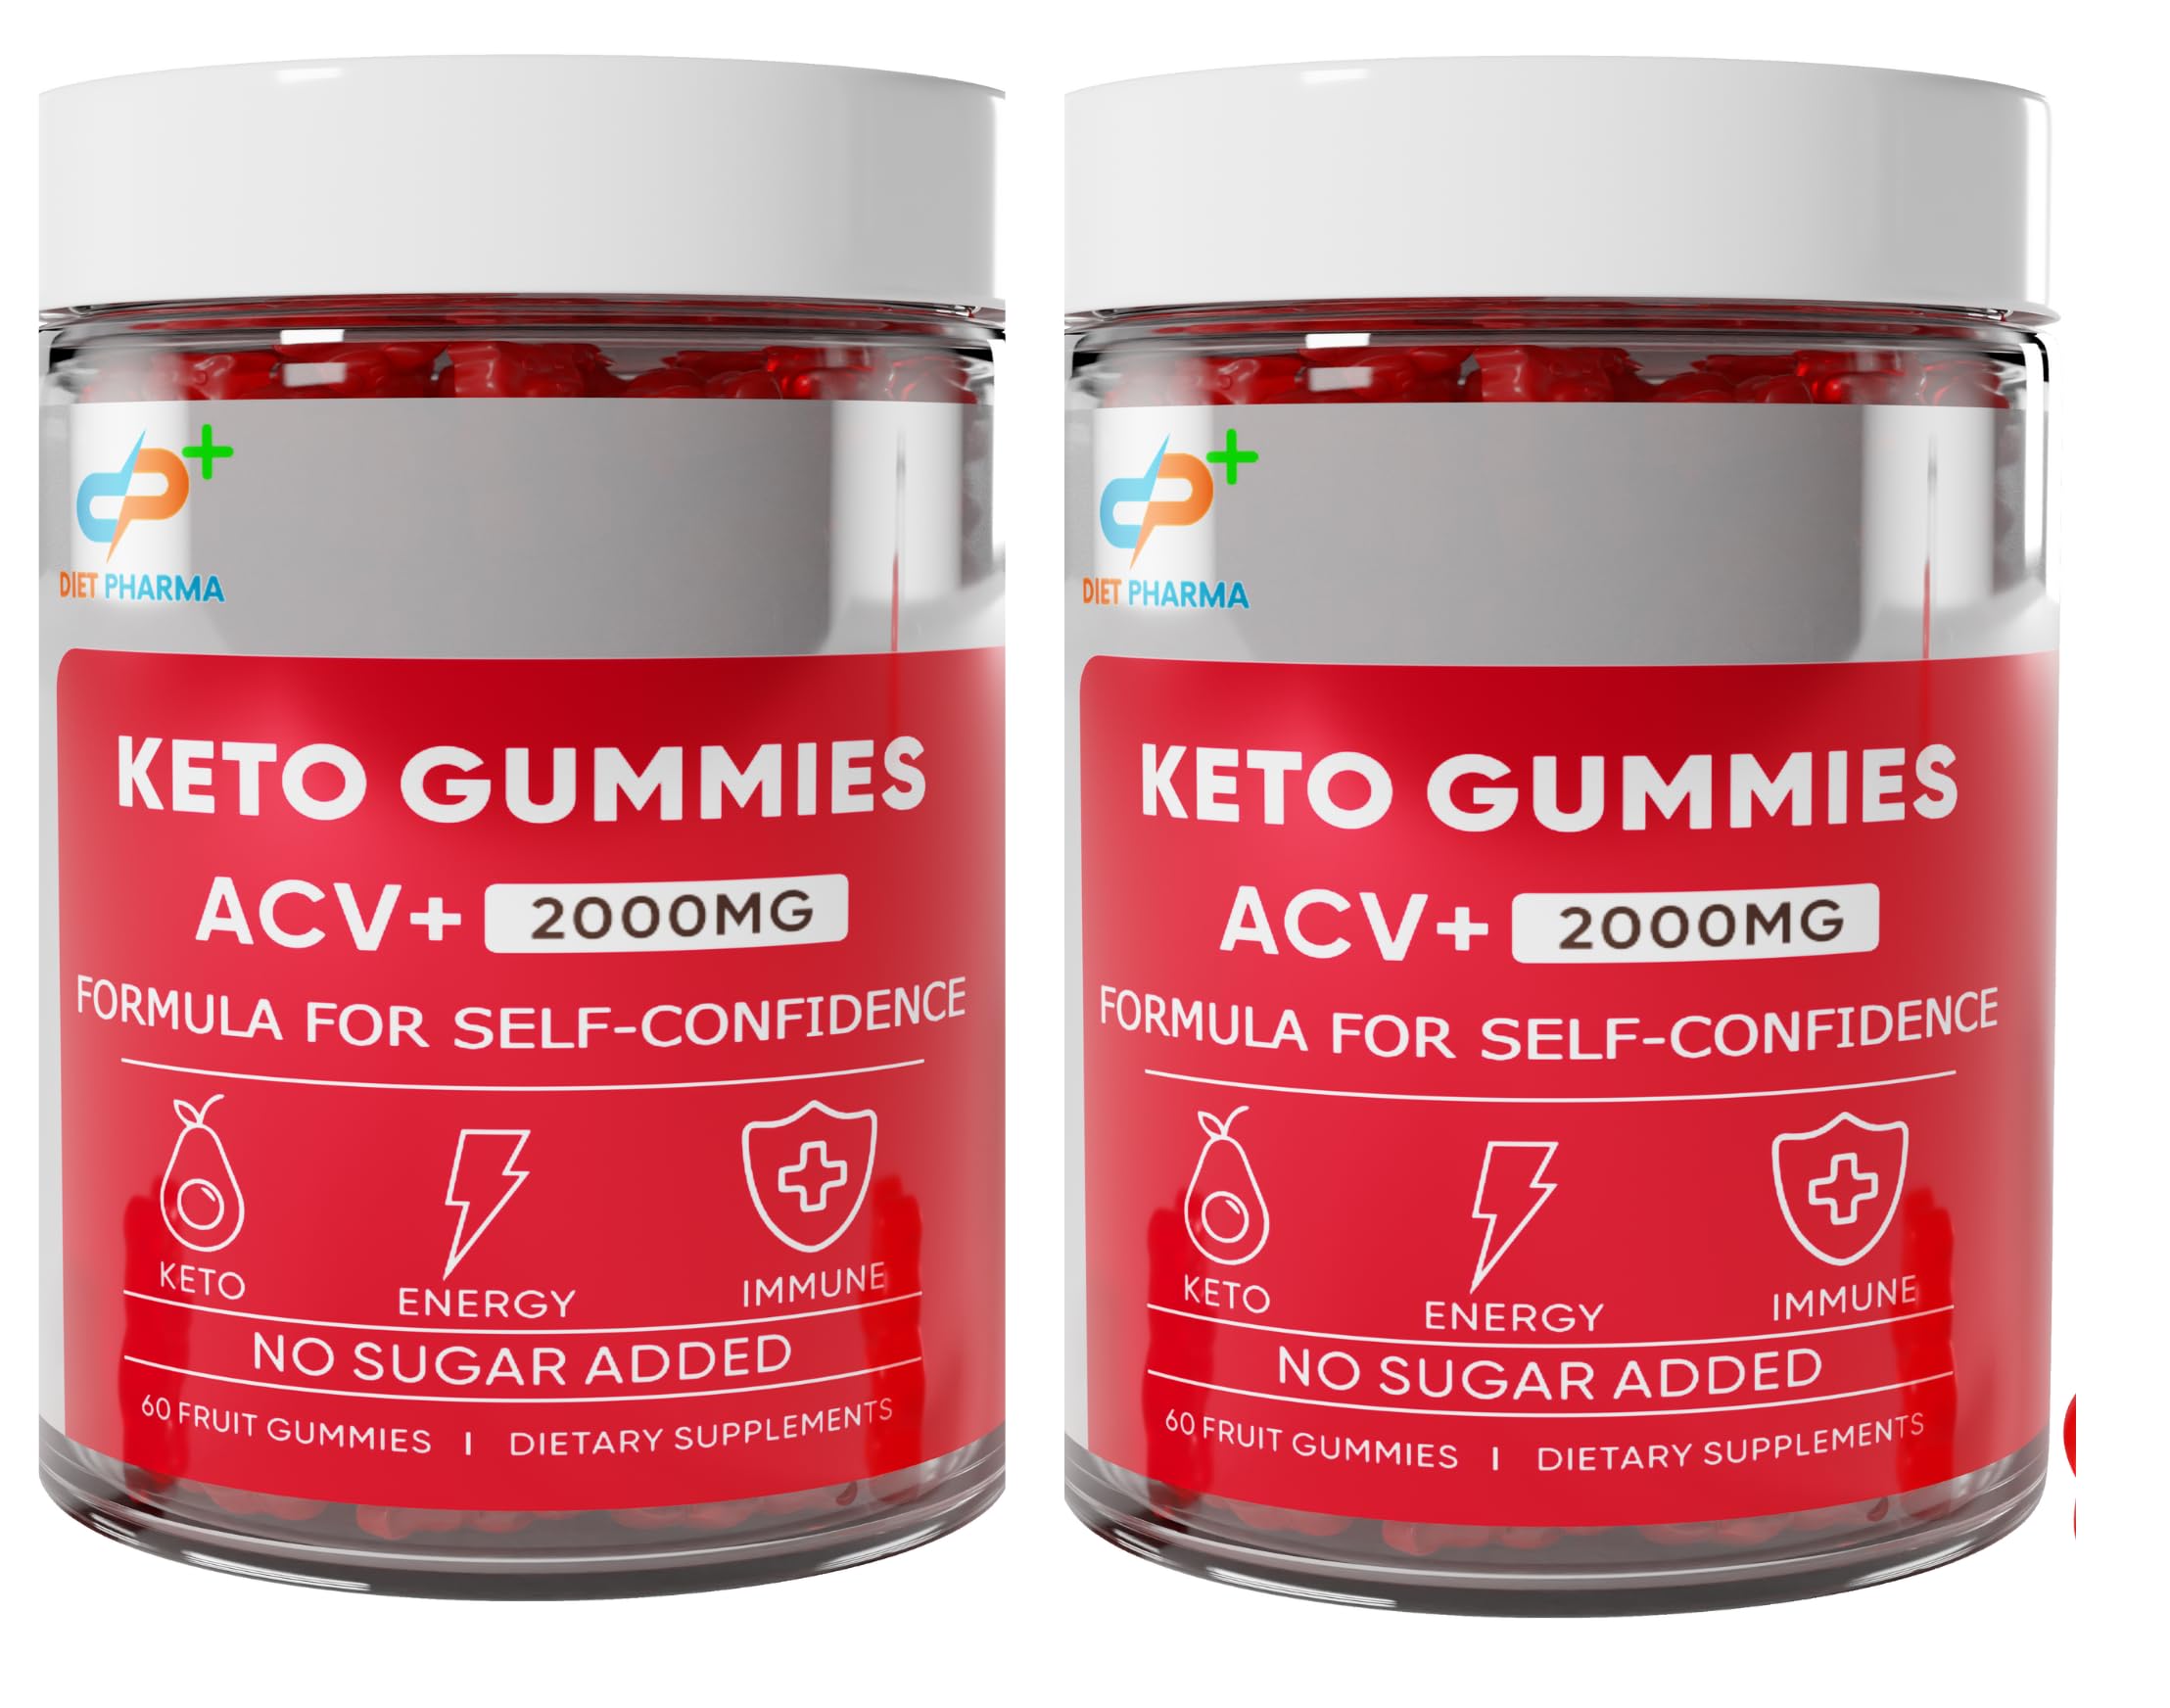 DIET PHARMA
KETO GUMMIES
ACV+ 2000MG
FORMULA FOR SELF-CONFIDENCE
KETO
ENERGY
IMMUNE
NO SUGAR ADDED
60 FRUIT GUMMIES | DIETARY SUPPLEMENTS
DIET PHARMA
KETO GUMMIES
ACV+ 2000MG
FORMULA FOR SELF-CONFIDENCE
KETO
ENERGY
IMMUNE
NO SUGAR ADDED
60 FRUIT GUMMIES | DIETARY SUPPLEMENTS